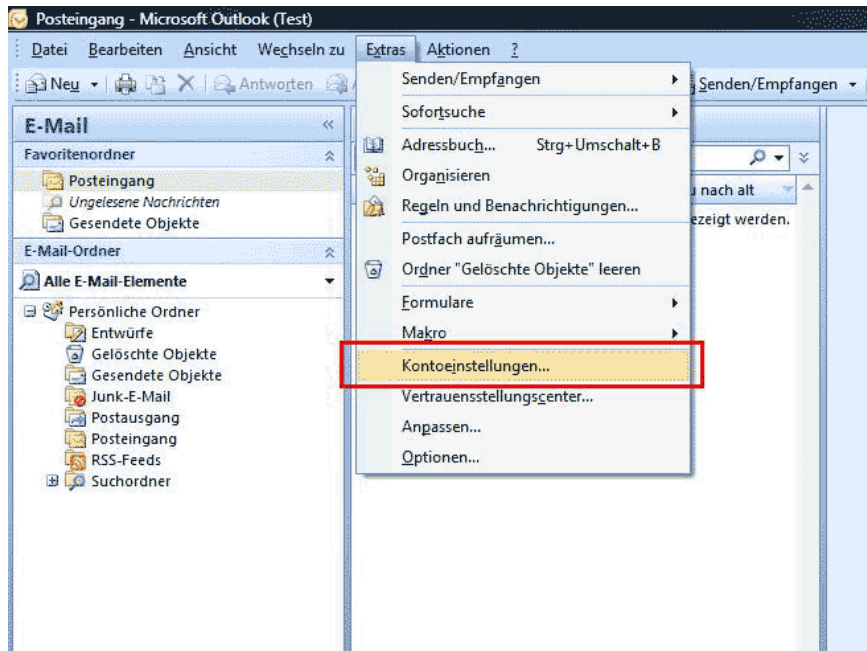 Posteingang - Microsoft Outlook (Test)
Datei Bearbeiten Ansicht Wechseln zu Extras Aktionen ?
Neu Antworten Senden/Empfangen
E-Mail
Favoritenordner
Posteingang
Ungelesene Nachrichten
Gesendete Objekte
E-Mail-Ordner
Alle E-Mail-Elemente
Persönliche Ordner
Entwürfe
Gelöschte Objekte
Gesendete Objekte
Junk-E-Mail
Postausgang
Posteingang
RSS-Feeds
Suchordner
Senden/Empfangen
Sofortsuche
Adressbuch... Strg+Umschalt+B
Organisieren
Regeln und Benachrichtigungen...
Postfach aufräumen...
Ordner "Gelöschte Objekte" leeren
Formulare
Makro
Kontoeinstellungen...
Vertrauensstellungscenter...
Anpassen...
Optionen...
nach alt
ezeigt werden.